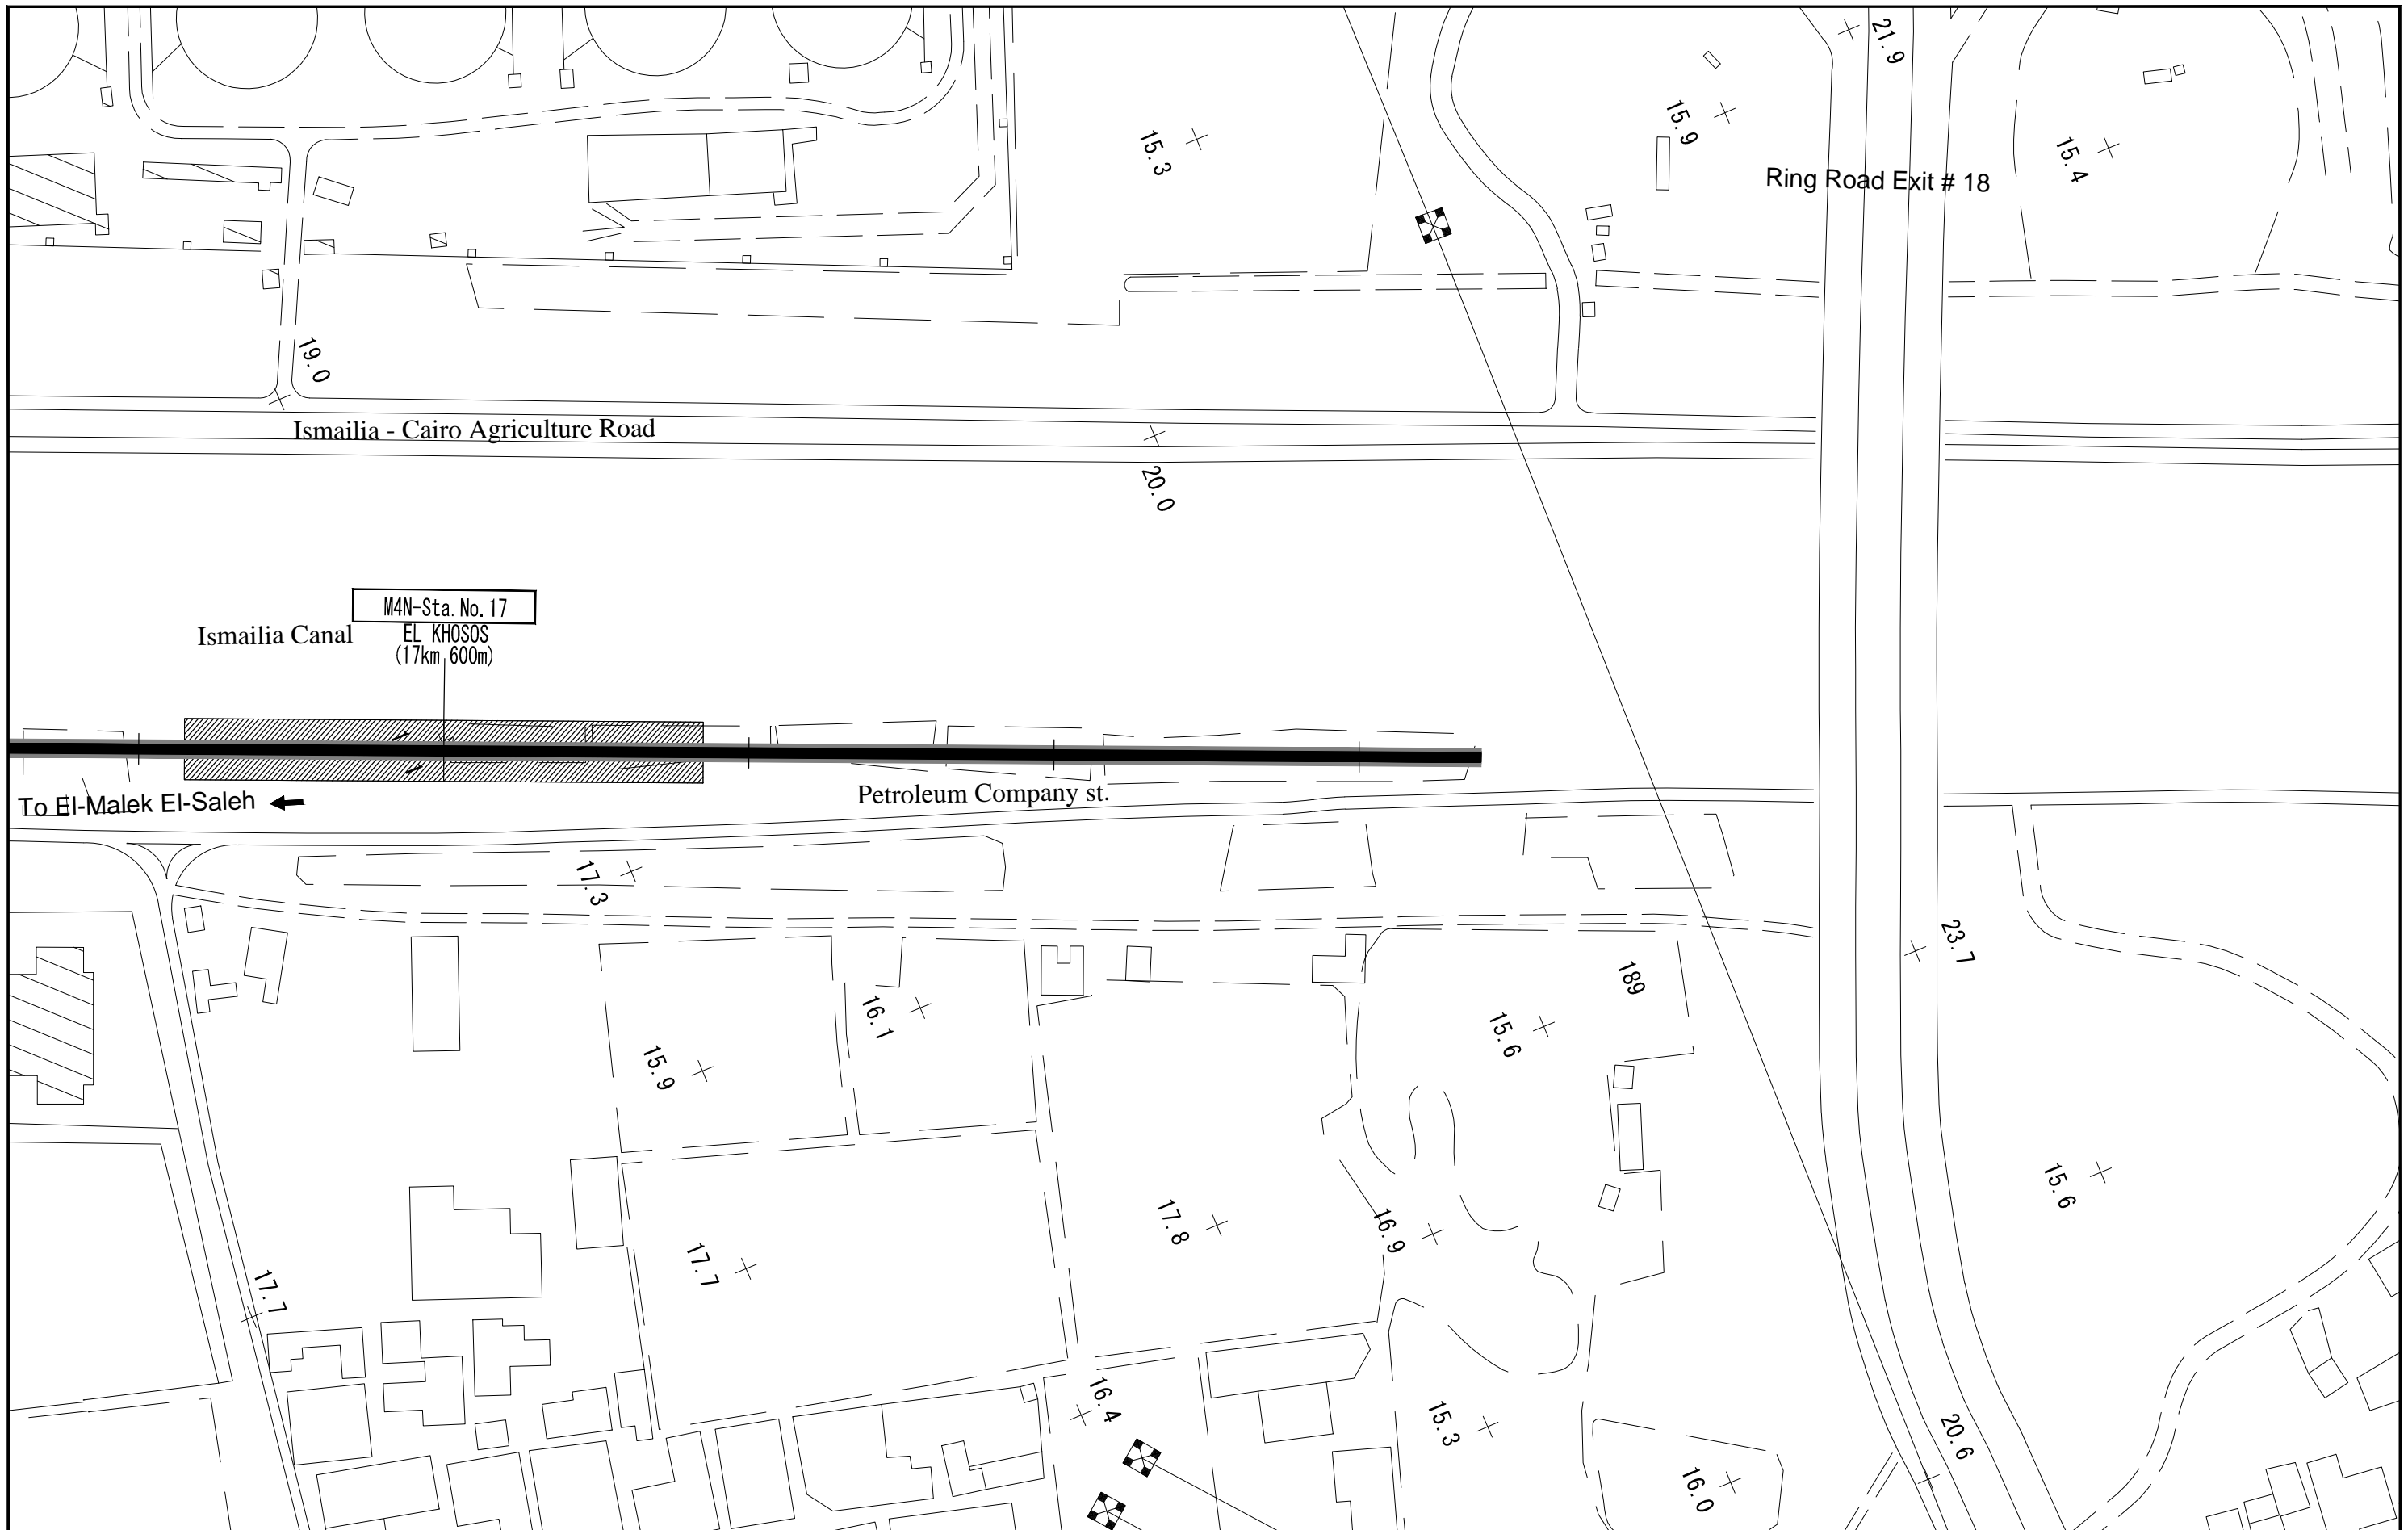 21.9
15.9
15.3
15.4
Ring Road Exit # 18
19.0
Ismailia - Cairo Agriculture Road
20.0
M4N-Sta. No. 17
EL KHOSOS
(17km 600m)
Ismailia Canal
To El-Malek El-Saleh
Petroleum Company st.
17.3
23.7
189
16.1
15.6
15.9
15.6
17.8
16.9
17.7
17.7
16.4
15.3
20.6
16.0